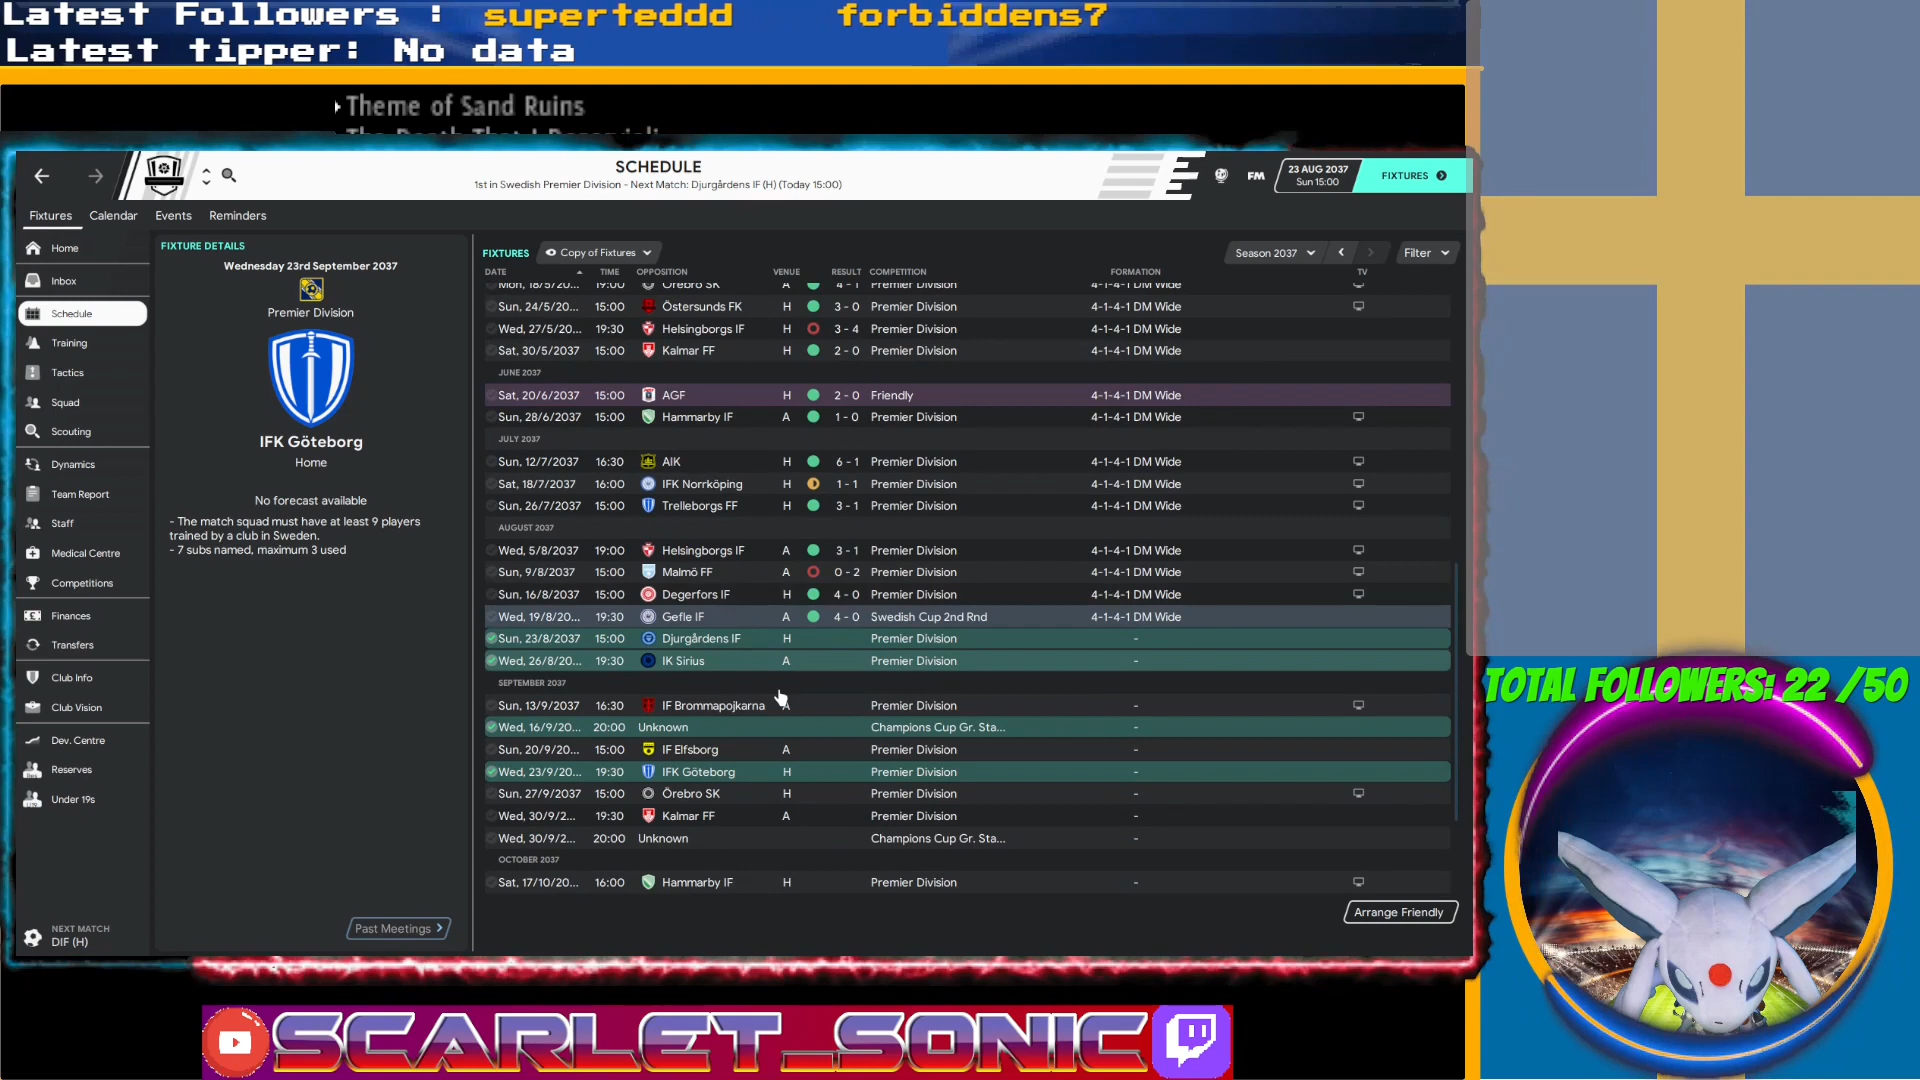 Latest Followers : superteddd forbiddens7
Latest tipper: No data
Theme of Sand Ruins
SCHEDULE
1st in Swedish Premier Division - Next Match: Djurgårdens IF (H) (Today 15:00)
FM
23 AUG 2037
Sun 15:00
FIXTURES
Fixtures Calendar Events Reminders
Home
Inbox
Schedule
Training
Tactics
Squad
Scouting
Dynamics
Team Report
Staff
Medical Centre
Competitions
Finances
Transfers
Club Info
Club Vision
Dev. Centre
Reserves
Under 19s
NEXT MATCH
DIF (H)
FIXTURE DETAILS
Wednesday 23rd September 2037
Premier Division
IFK Göteborg
Home
No forecast available
- The match squad must have at least 9 players
trained by a club in Sweden.
- 7 subs named, maximum 3 used
Past Meetings
FIXTURES Copy of Fixtures Season 2037 Filter
DATE TIME OPPOSITION VENUE RESULT COMPETITION FORMATION TV
Mon, 18/5/20... 19:00 Örebro SK A 4 - 1 Premier Division 4-1-4-1 DM Wide
Sun, 24/5/20... 15:00 Östersunds FK H 3 - 0 Premier Division 4-1-4-1 DM Wide
Wed, 27/5/20... 19:30 Helsingborgs IF H 3 - 4 Premier Division 4-1-4-1 DM Wide
Sat, 30/5/2037 15:00 Kalmar FF H 2 - 0 Premier Division 4-1-4-1 DM Wide
JUNE 2037
Sat, 20/6/2037 15:00 AGF H 2 - 0 Friendly 4-1-4-1 DM Wide
Sun, 28/6/2037 15:00 Hammarby IF A 1 - 0 Premier Division 4-1-4-1 DM Wide
JULY 2037
Sun, 12/7/2037 16:30 AIK H 6 - 1 Premier Division 4-1-4-1 DM Wide
Sat, 18/7/2037 16:00 IFK Norrköping H 1 - 1 Premier Division 4-1-4-1 DM Wide
Sun, 26/7/2037 15:00 Trelleborgs FF H 3 - 1 Premier Division 4-1-4-1 DM Wide
AUGUST 2037
Wed, 5/8/2037 19:00 Helsingborgs IF A 3 - 1 Premier Division 4-1-4-1 DM Wide
Sun, 9/8/2037 15:00 Malmö FF A 0 - 2 Premier Division 4-1-4-1 DM Wide
Sun, 16/8/2037 15:00 Degerfors IF H 4 - 0 Premier Division 4-1-4-1 DM Wide
Wed, 19/8/20... 19:30 Gefle IF A 4 - 0 Swedish Cup 2nd Rnd 4-1-4-1 DM Wide
Sun, 23/8/2037 15:00 Djurgårdens IF H Premier Division -
Wed, 26/8/20... 19:30 IK Sirius A Premier Division -
SEPTEMBER 2037
Sun, 13/9/2037 16:30 IF Brommapojkarna A Premier Division -
Wed, 16/9/20... 20:00 Unknown Champions Cup Gr. Sta... -
Sun, 20/9/20... 15:00 IF Elfsborg A Premier Division -
Wed, 23/9/20... 19:30 IFK Göteborg H Premier Division -
Sun, 27/9/2037 15:00 Örebro SK H Premier Division -
Wed, 30/9/2... 19:30 Kalmar FF A Premier Division -
Wed, 30/9/2... 20:00 Unknown Champions Cup Gr. Sta... -
OCTOBER 2037
Sat, 17/10/20... 16:00 Hammarby IF H Premier Division -
Arrange Friendly
TOTAL FOLLOWERS: 22 /50
SCARLET_SONIC